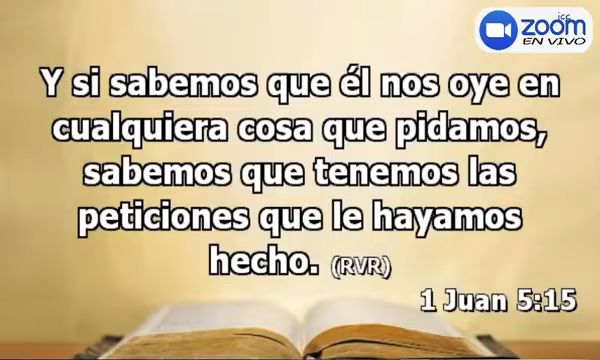 icc
zoom
EN VIVO
Y si sabemos que él nos oye en
cualquiera cosa que pidamos,
sabemos que tenemos las
peticiones que le hayamos
hecho. (RVR)
1 Juan 5:15